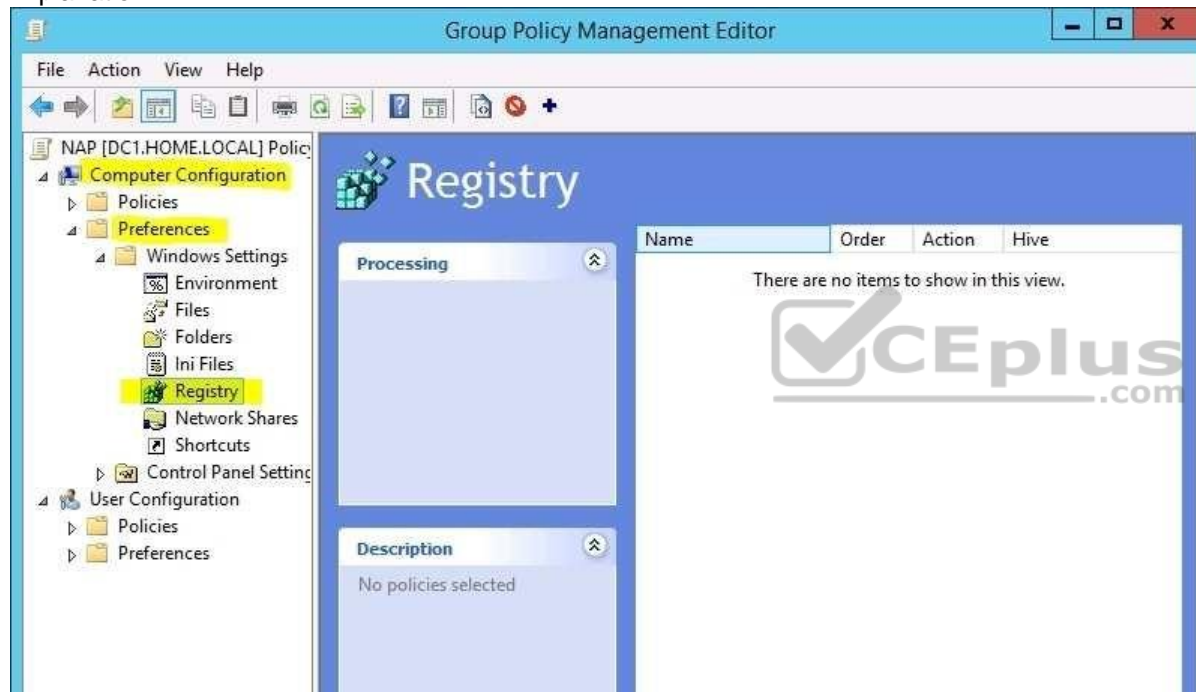 Group Policy Management Editor
File Action View Help
NAP [DC1.HOME.LOCAL] Polic
Computer Configuration
Policies
Preferences
Windows Settings
Environment
Files
Folders
Ini Files
Registry
Network Shares
Shortcuts
Control Panel Setting
User Configuration
Policies
Preferences
Registry
Processing
Description
No policies selected
Name Order Action Hive
There are no items to show in this view.
CEplus
.com